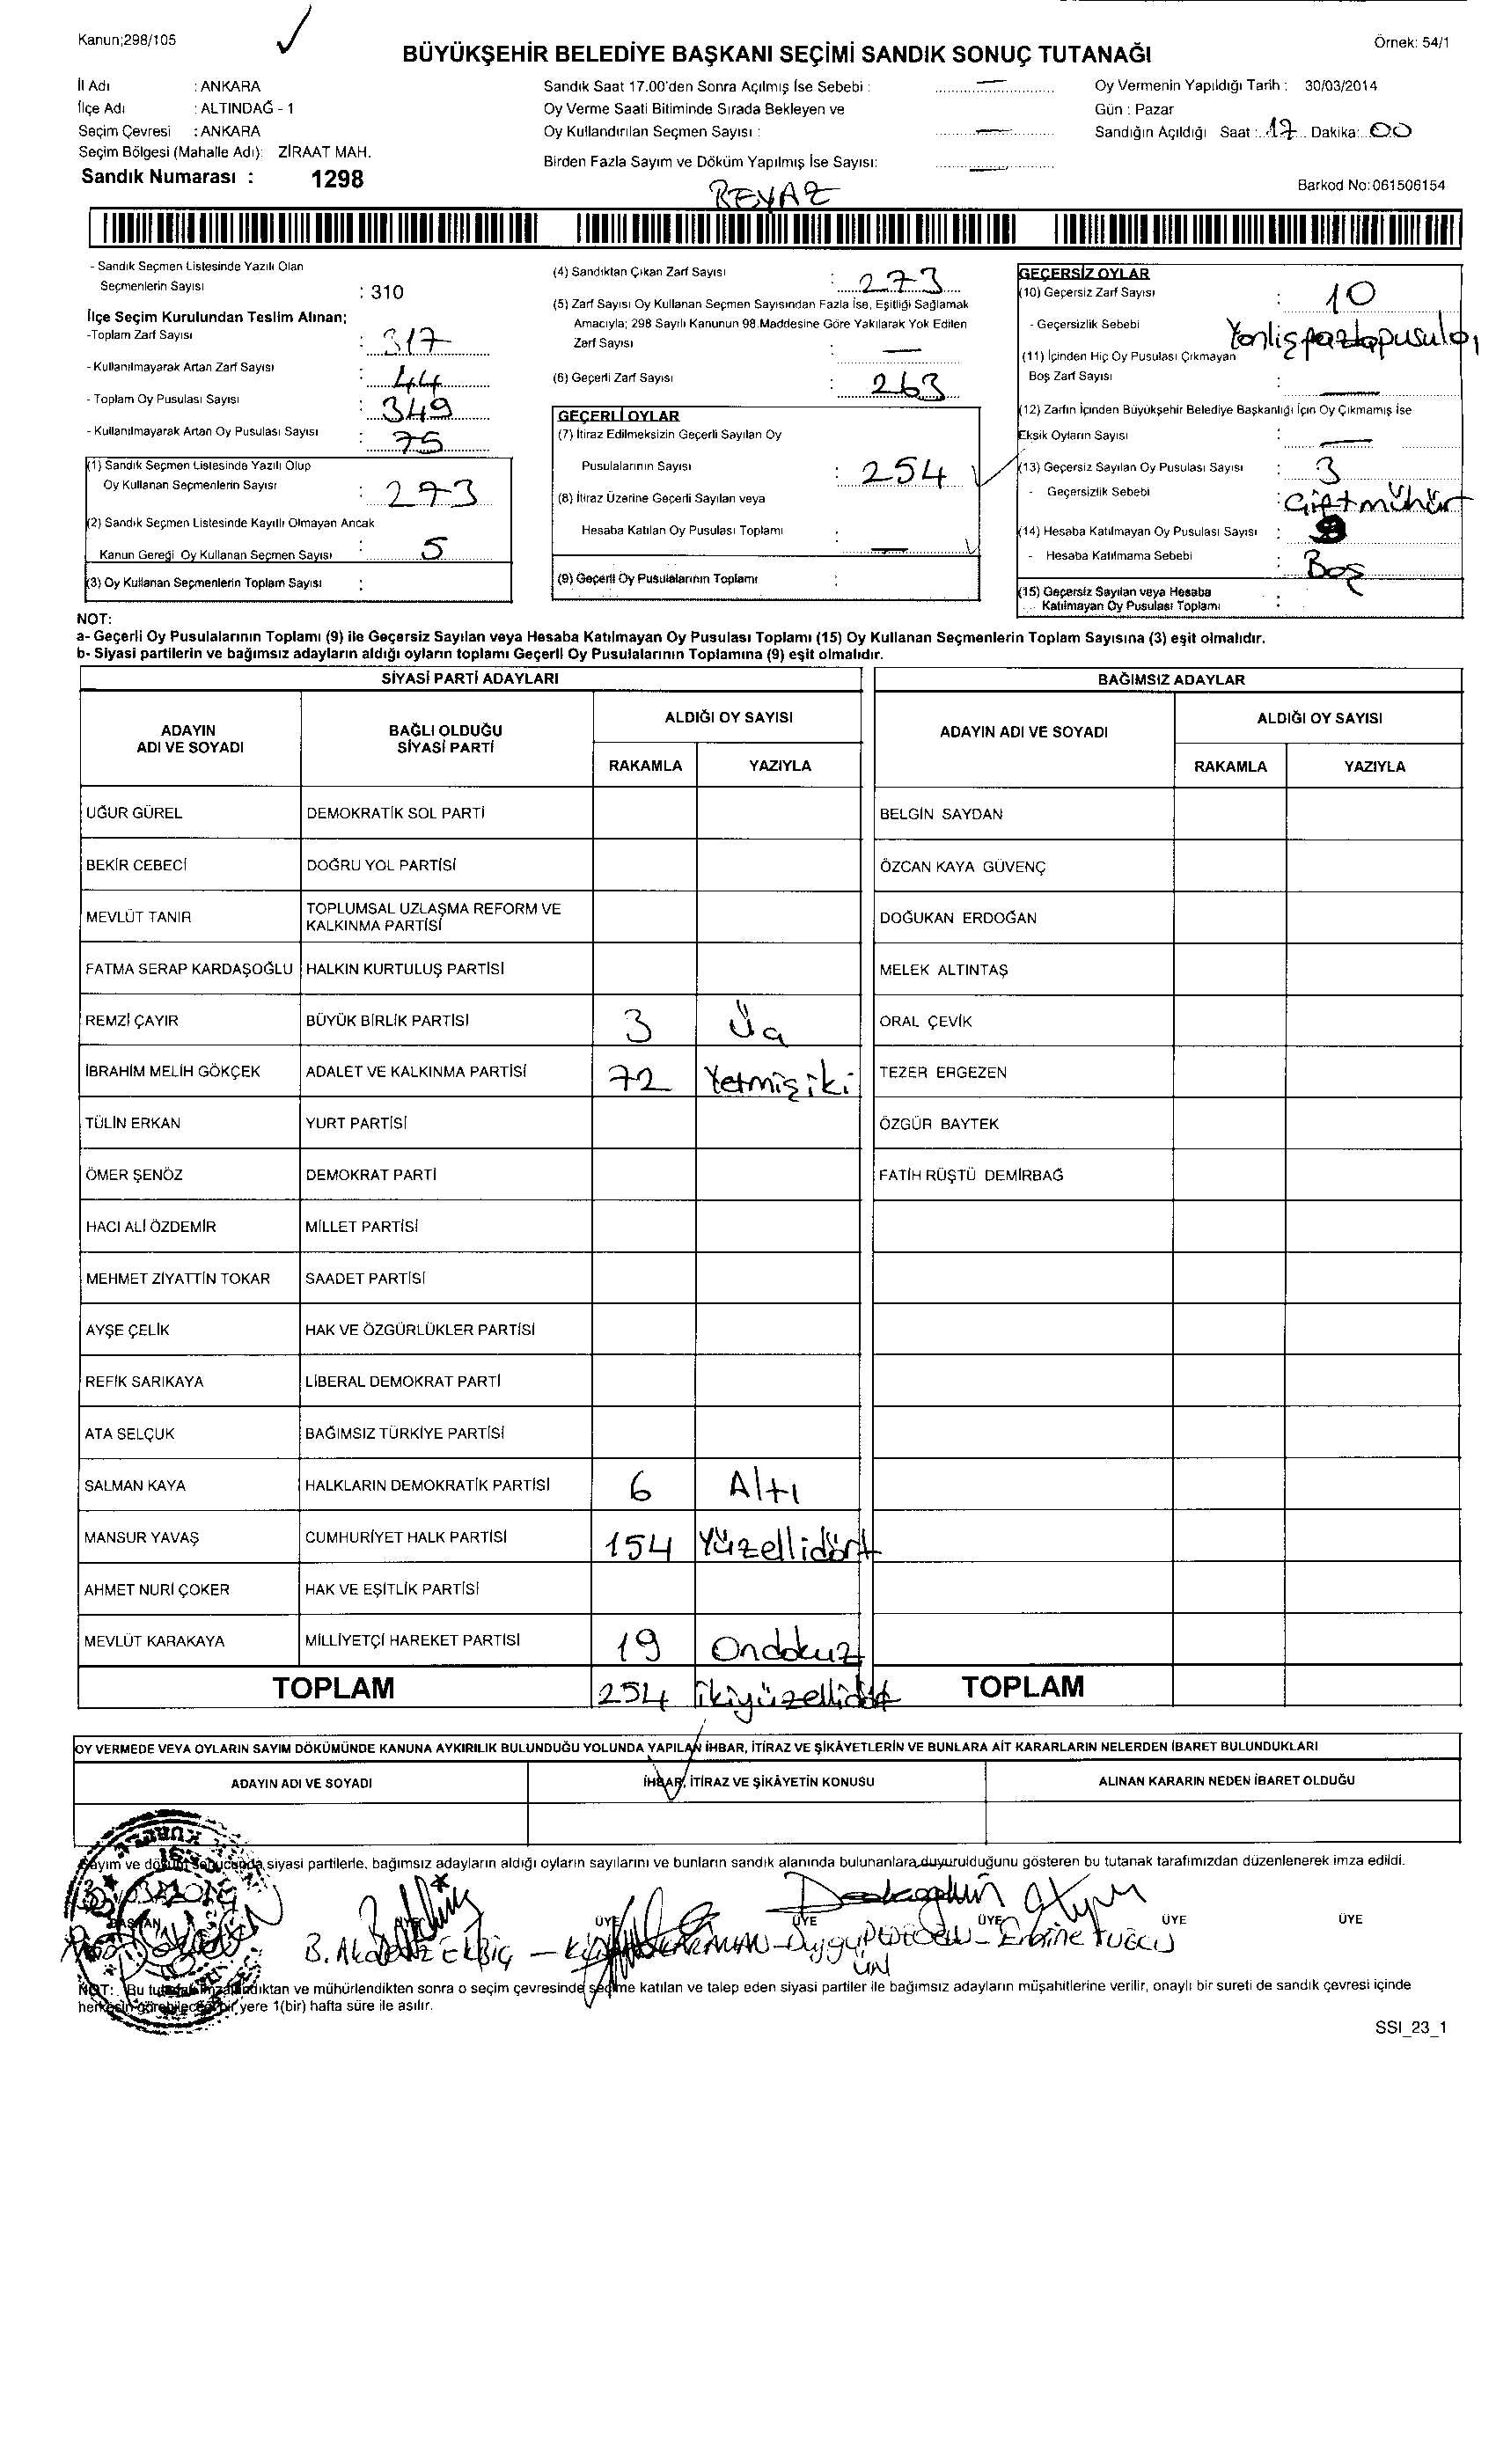 Kanun;298/105
Örnek: 54/1
BÜYÜKŞEHİR BELEDİYE BAŞKANI SEÇİMİ SANDIK SONUÇ TUTANAĞI
İl Adı : ANKARA
İlçe Adı : ALTINDAĞ - 1
Seçim Çevresi : ANKARA
Seçim Bölgesi (Mahalle Adı): ZİRAAT MAH.
Sandık Numarası : 1298
Sandık Saat 17.00'den Sonra Açılmış İse Sebebi :
Oy Verme Saati Bitiminde Sırada Bekleyen ve
Oy Kullandırılan Seçmen Sayısı :
Birden Fazla Sayım ve Döküm Yapılmış İse Sayısı:
Oy Vermenin Yapıldığı Tarih : 30/03/2014
Gün : Pazar
Sandığın Açıldığı Saat : 17 Dakika: 00
Barkod No:061506154
BEYAZ
- Sandık Seçmen Listesinde Yazılı Olan
Seçmenlerin Sayısı : 310
İlçe Seçim Kurulundan Teslim Alınan;
-Toplam Zarf Sayısı : 317
- Kullanılmayarak Artan Zarf Sayısı : 44
- Toplam Oy Pusulası Sayısı : 349
- Kullanılmayarak Artan Oy Pusulası Sayısı : 75
(1) Sandık Seçmen Listesinde Yazılı Olup
Oy Kullanan Seçmenlerin Sayısı : 273
(2) Sandık Seçmen Listesinde Kayıtlı Olmayan Ancak
Kanun Gereği Oy Kullanan Seçmen Sayısı : 5
(3) Oy Kullanan Seçmenlerin Toplam Sayısı :
(4) Sandıktan Çıkan Zarf Sayısı : 273
(5) Zarf Sayısı Oy Kullanan Seçmen Sayısından Fazla İse, Eşitliği Sağlamak
Amacıyla; 298 Sayılı Kanunun 98.Maddesine Göre Yakılarak Yok Edilen
Zarf Sayısı : —
(6) Geçerli Zarf Sayısı : 263
GEÇERLİ OYLAR
(7) İtiraz Edilmeksizin Geçerli Sayılan Oy
Pusulalarının Sayısı : 254
(8) İtiraz Üzerine Geçerli Sayılan veya
Hesaba Katılan Oy Pusulası Toplamı : —
(9) Geçerli Oy Pusulalarının Toplamı :
GEÇERSİZ OYLAR
(10) Geçersiz Zarf Sayısı : 10
- Geçersizlik Sebebi
(11) İçinden Hiç Oy Pusulası Çıkmayan
Boş Zarf Sayısı : —
(12) Zarfın İçinden Büyükşehir Belediye Başkanlığı İçin Oy Çıkmamış İse
Eksik Oyların Sayısı : —
(13) Geçersiz Sayılan Oy Pusulası Sayısı : 3
- Geçersizlik Sebebi : Çift mühür
(14) Hesaba Katılmayan Oy Pusulası Sayısı :
- Hesaba Katılmama Sebebi : Boş
(15) Geçersiz Sayılan veya Hesaba
Katılmayan Oy Pusulası Toplamı :
NOT:
a- Geçerli Oy Pusulalarının Toplamı (9) ile Geçersiz Sayılan veya Hesaba Katılmayan Oy Pusulası Toplamı (15) Oy Kullanan Seçmenlerin Toplam Sayısına (3) eşit olmalıdır.
b- Siyasi partilerin ve bağımsız adayların aldığı oyların toplamı Geçerli Oy Pusulalarının Toplamına (9) eşit olmalıdır.
SİYASİ PARTİ ADAYLARI
ADAYIN ADI VE SOYADI BAĞLI OLDUĞU SİYASİ PARTİ ALDIĞI OY SAYISI
RAKAMLA YAZIYLA
UĞUR GÜREL DEMOKRATİK SOL PARTİ
BEKİR CEBECİ DOĞRU YOL PARTİSİ
MEVLÜT TANIR TOPLUMSAL UZLAŞMA REFORM VE KALKINMA PARTİSİ
FATMA SERAP KARDAŞOĞLU HALKIN KURTULUŞ PARTİSİ
REMZİ ÇAYIR BÜYÜK BİRLİK PARTİSİ 3 Üç
İBRAHİM MELİH GÖKÇEK ADALET VE KALKINMA PARTİSİ 72 Yetmişiki
TÜLİN ERKAN YURT PARTİSİ
ÖMER ŞENÖZ DEMOKRAT PARTİ
HACI ALİ ÖZDEMİR MİLLET PARTİSİ
MEHMET ZİYATTİN TOKAR SAADET PARTİSİ
AYŞE ÇELİK HAK VE ÖZGÜRLÜKLER PARTİSİ
REFİK SARIKAYA LİBERAL DEMOKRAT PARTİ
ATA SELÇUK BAĞIMSIZ TÜRKİYE PARTİSİ
SALMAN KAYA HALKLARIN DEMOKRATİK PARTİSİ 6 Altı
MANSUR YAVAŞ CUMHURİYET HALK PARTİSİ 154 Yüzellidört
AHMET NURİ ÇOKER HAK VE EŞİTLİK PARTİSİ
MEVLÜT KARAKAYA MİLLİYETÇİ HAREKET PARTİSİ 19 Ondokuz
TOPLAM 254 İkiyüzellidört
BAĞIMSIZ ADAYLAR
ADAYIN ADI VE SOYADI ALDIĞI OY SAYISI
RAKAMLA YAZIYLA
BELGİN SAYDAN
ÖZCAN KAYA GÜVENÇ
DOĞUKAN ERDOĞAN
MELEK ALTINTAŞ
ORAL ÇEVİK
TEZER ERGEZEN
ÖZGÜR BAYTEK
FATİH RÜŞTÜ DEMİRBAĞ
TOPLAM
OY VERMEDE VEYA OYLARIN SAYIM DÖKÜMÜNDE KANUNA AYKIRILIK BULUNDUĞU YOLUNDA YAPILAN İHBAR, İTİRAZ VE ŞİKÂYETLERİN VE BUNLARA AİT KARARLARIN NELERDEN İBARET BULUNDUKLARI
ADAYIN ADI VE SOYADI İHBAR, İTİRAZ VE ŞİKÂYETİN KONUSU ALINAN KARARIN NEDEN İBARET OLDUĞU
Sayım ve döküm sonucunda siyasi partilerle, bağımsız adayların aldığı oyların sayılarını ve bunların sandık alanında bulunanlara duyurulduğunu gösteren bu tutanak tarafımızdan düzenlenerek imza edildi.
BAŞKAN ÜYE ÜYE ÜYE ÜYE ÜYE
NOT: Bu tutanak imzalandıktan ve mühürlendikten sonra o seçim çevresinde seçime katılan ve talep eden siyasi partiler ile bağımsız adayların müşahitlerine verilir, onaylı bir sureti de sandık çevresi içinde
herkesin görebileceği bir yere 1(bir) hafta süre ile asılır.
SSI_23_1